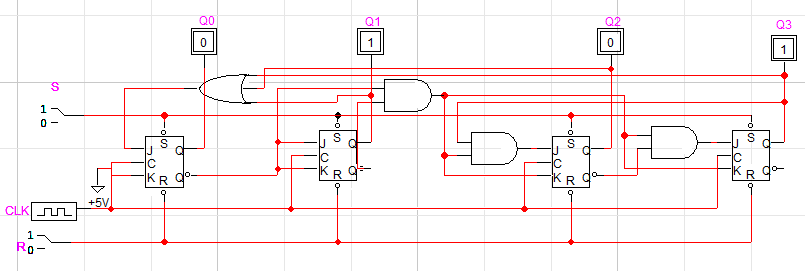 Q0 Q1 Q2 Q3
0 1 0 1
S
1
0
S S S S
J Q J Q J Q J Q
C C C C
K R Q K R Q K R Q K R Q
+5V
CLK
1
R 0